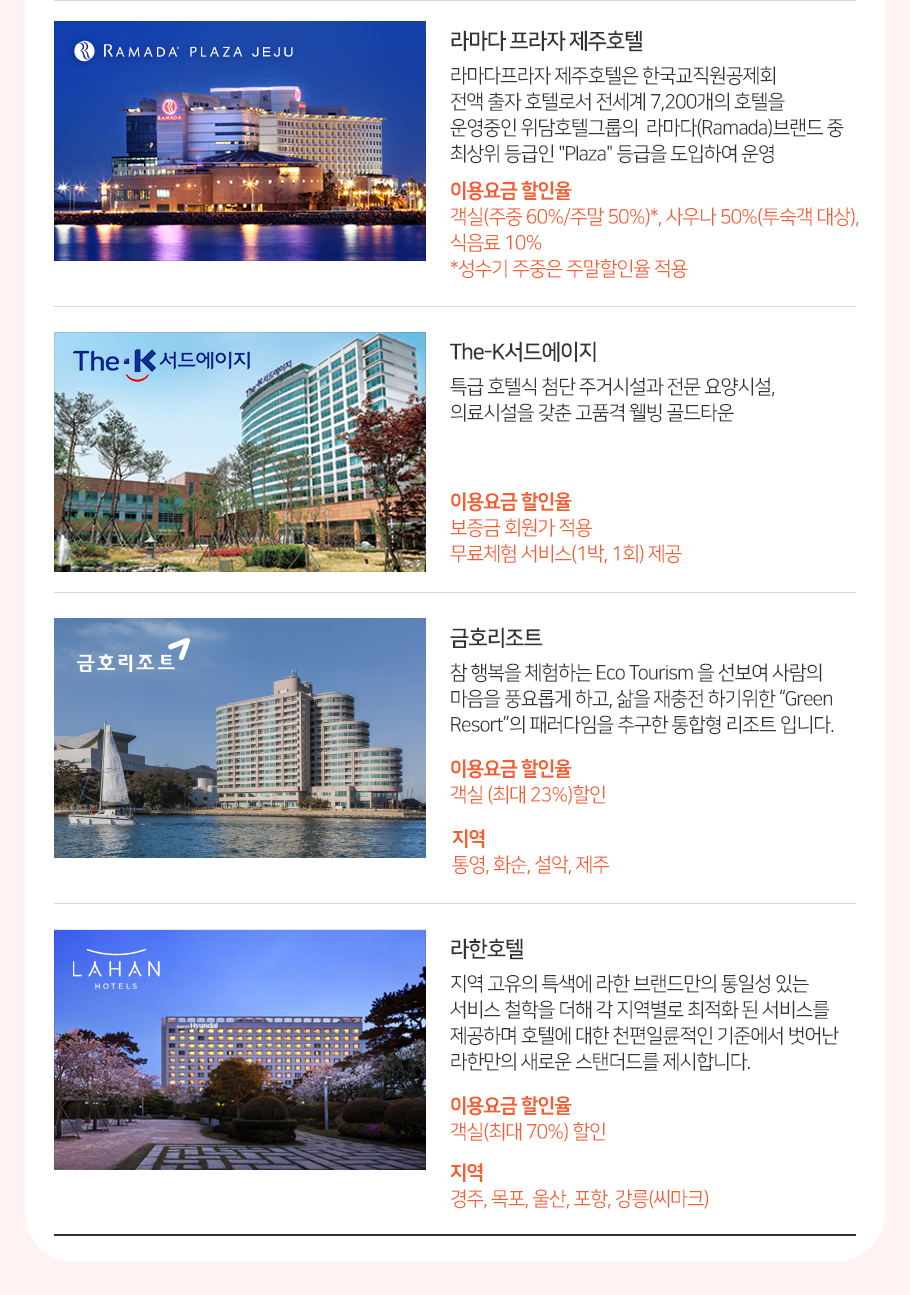 RAMADA PLAZA JEJU
RAMADA
라마다 프라자 제주호텔
라마다프라자 제주호텔은 한국교직원공제회
전액 출자 호텔로서 전세계 7,200개의 호텔을
운영중인 위담호텔그룹의 라마다(Ramada)브랜드 중
최상위 등급인 "Plaza" 등급을 도입하여 운영
이용요금 할인율
객실(주중 60%/주말 50%)*, 사우나 50%(투숙객 대상),
식음료 10%
*성수기 주중은 주말할인율 적용
The-K서드에이지
The-K서드에이지
The-K서드에이지
특급 호텔식 첨단 주거시설과 전문 요양시설,
의료시설을 갖춘 고품격 웰빙 골드타운
이용요금 할인율
보증금 회원가 적용
무료체험 서비스(1박, 1회) 제공
금호리조트
금호리조트
참 행복을 체험하는 Eco Tourism 을 선보여 사람의
마음을 풍요롭게 하고, 삶을 재충전 하기위한 “Green
Resort”의 패러다임을 추구한 통합형 리조트 입니다.
이용요금 할인율
객실 (최대 23%)할인
지역
통영, 화순, 설악, 제주
LAHAN
HOTELS
Hyundai
라한호텔
지역 고유의 특색에 라한 브랜드만의 통일성 있는
서비스 철학을 더해 각 지역별로 최적화 된 서비스를
제공하며 호텔에 대한 천편일률적인 기준에서 벗어난
라한만의 새로운 스탠더드를 제시합니다.
이용요금 할인율
객실(최대 70%) 할인
지역
경주, 목포, 울산, 포항, 강릉(씨마크)